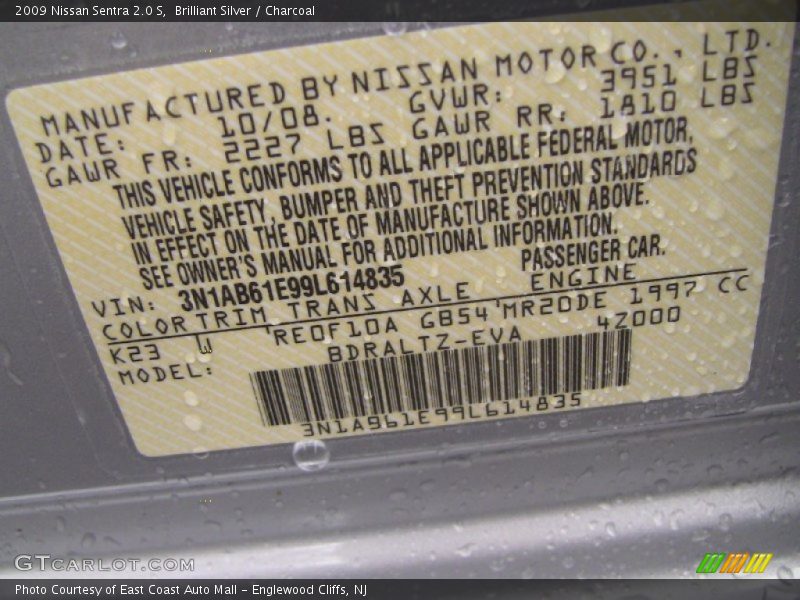 2009 Nissan Sentra 2.0 S, Brilliant Silver / Charcoal
MANUFACTURED BY NISSAN MOTOR CO., LTD.
DATE: 10/08. GVWR: 3951 LBS
GAWR FR: 2227 LBS GAWR RR: 1810 LBS
THIS VEHICLE CONFORMS TO ALL APPLICABLE FEDERAL MOTOR,
VEHICLE SAFETY, BUMPER AND THEFT PREVENTION STANDARDS
IN EFFECT ON THE DATE OF MANUFACTURE SHOWN ABOVE.
SEE OWNER'S MANUAL FOR ADDITIONAL INFORMATION.
VIN: 3N1AB61E99L614835 PASSENGER CAR.
COLOR TRIM TRANS AXLE ENGINE
K23 W RE0F10A GB54 MR20DE 1997 CC
MODEL: BDRALTZ-EVA 4Z000
3N1A961E99L614835
GTCARLOT.COM
Photo Courtesy of East Coast Auto Mall - Englewood Cliffs, NJ